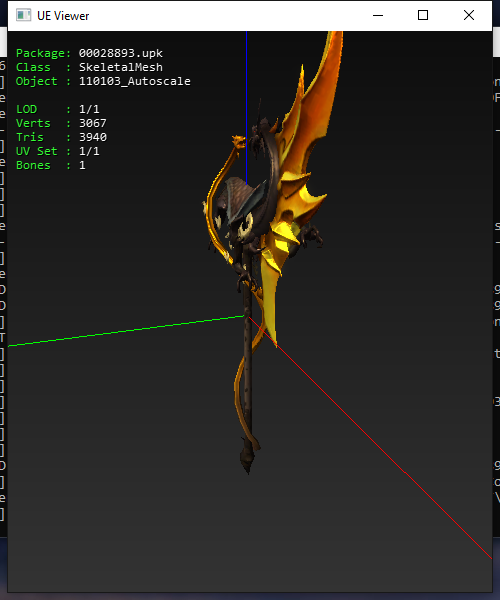 UE Viewer
Package: 00028893.upk
Class  : SkeletalMesh
Object : 110103_Autoscale
LOD    : 1/1
Verts  : 3067
Tris   : 3940
UV Set : 1/1
Bones  : 1